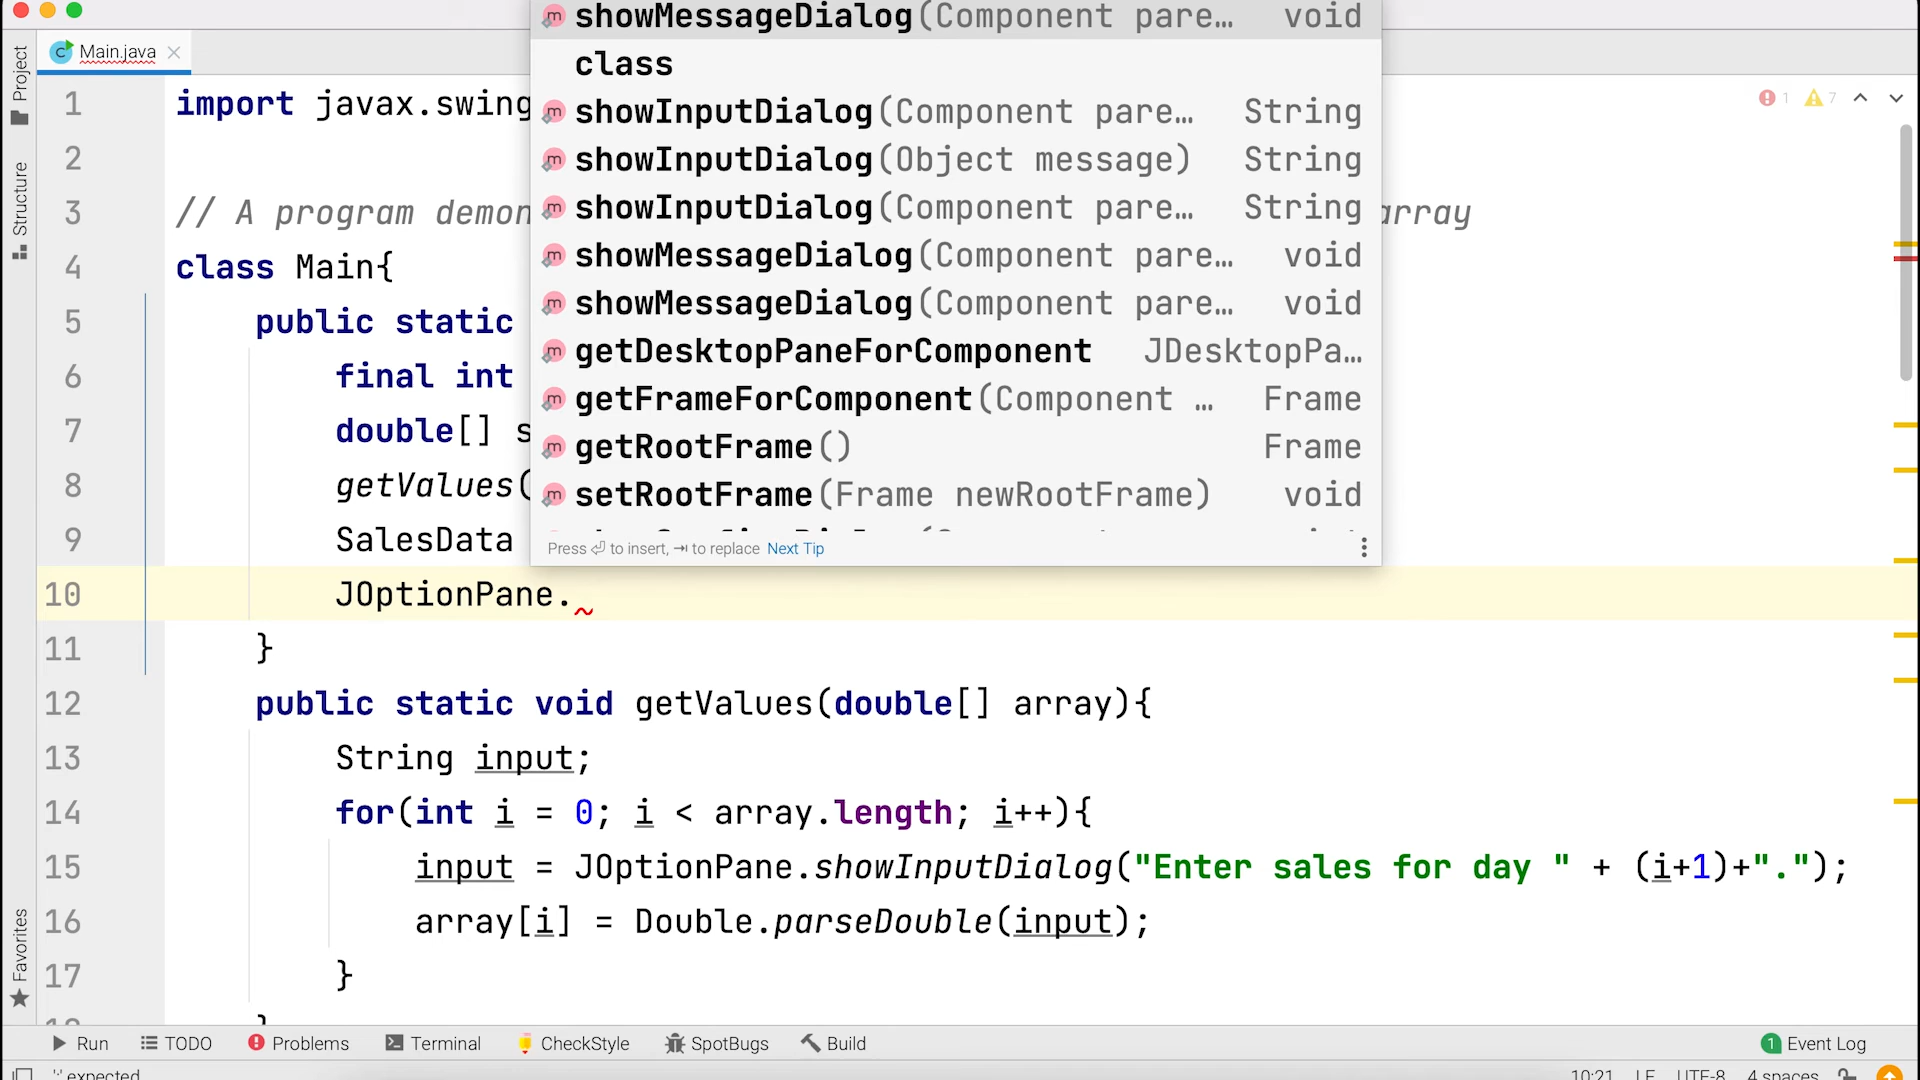 Main.java
Project
Structure
Favorites
1 import javax.swing
2
3 // A program demon array
4 class Main{
5 public static
6 final int
7 double[] s
8 getValues(
9 SalesData
10 JOptionPane.
11 }
12 public static void getValues(double[] array){
13 String input;
14 for(int i = 0; i < array.length; i++){
15 input = JOptionPane.showInputDialog("Enter sales for day " + (i+1)+".");
16 array[i] = Double.parseDouble(input);
17 }
showMessageDialog(Component pare… void
class
showInputDialog(Component pare… String
showInputDialog(Object message) String
showInputDialog(Component pare… String
showMessageDialog(Component pare… void
showMessageDialog(Component pare… void
getDesktopPaneForComponent JDesktopPa…
getFrameForComponent(Component … Frame
getRootFrame() Frame
setRootFrame(Frame newRootFrame) void
Press ⏎ to insert, ⇥ to replace Next Tip
1 7
Run TODO Problems Terminal CheckStyle SpotBugs Build 1 Event Log
expected 10:21 LF UTF-8 4 spaces